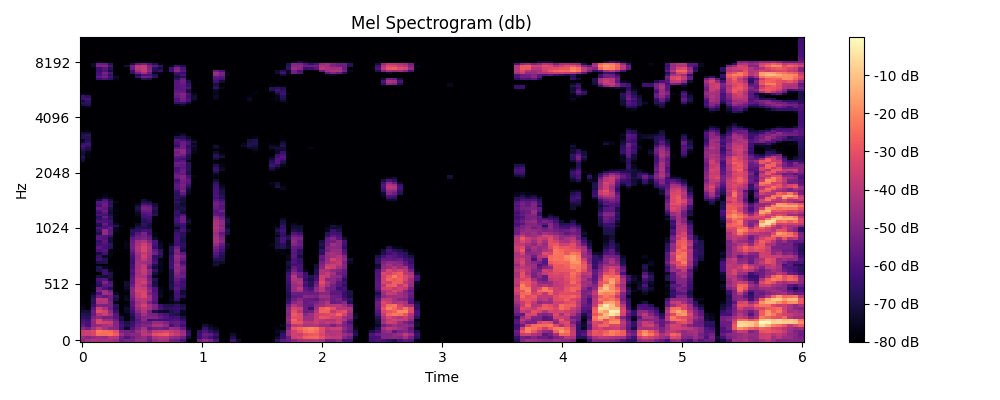 Mel Spectrogram (db)
Hz
8192
4096
2048
1024
512
0
0 1 2 3 4 5 6
Time
-10 dB
-20 dB
-30 dB
-40 dB
-50 dB
-60 dB
-70 dB
-80 dB